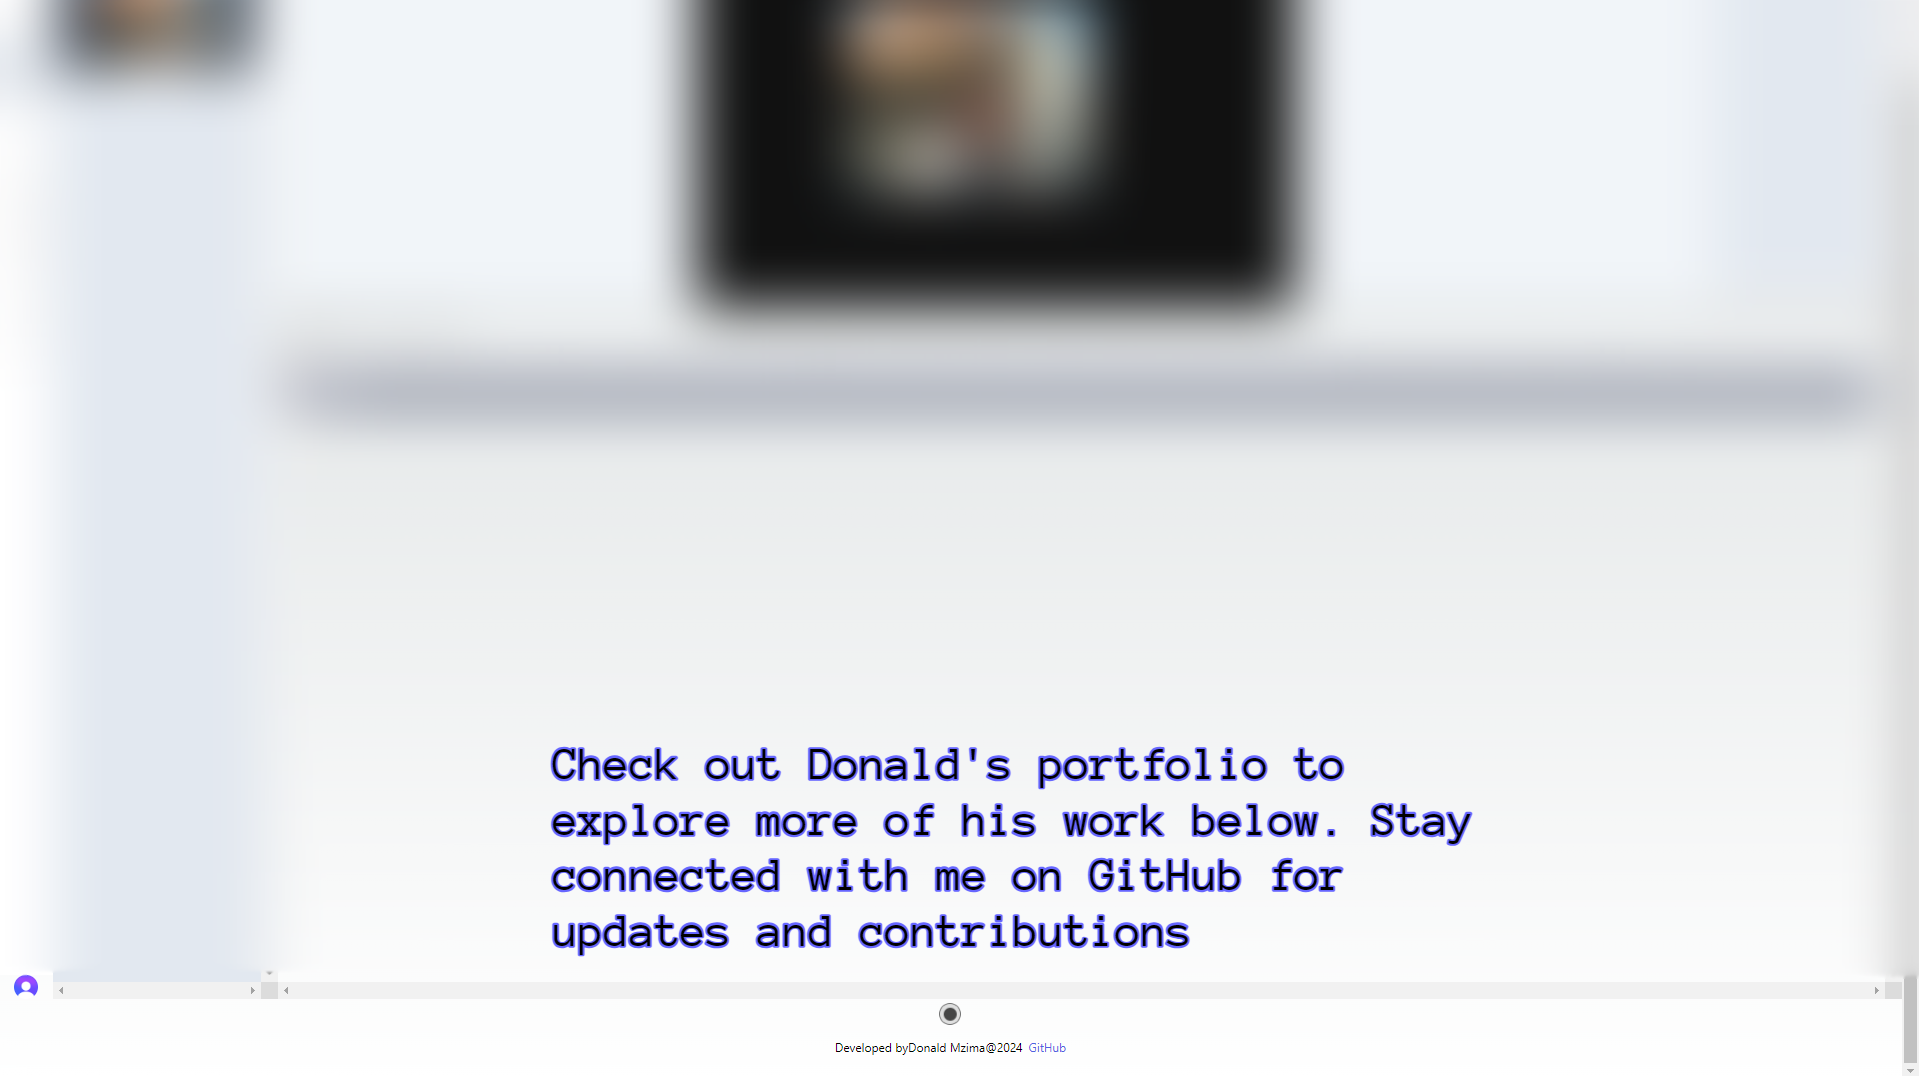 Check out Donald's portfolio to
explore more of his work below. Stay
connected with me on GitHub for
updates and contributions
Developed byDonald Mzima@2024 GitHub